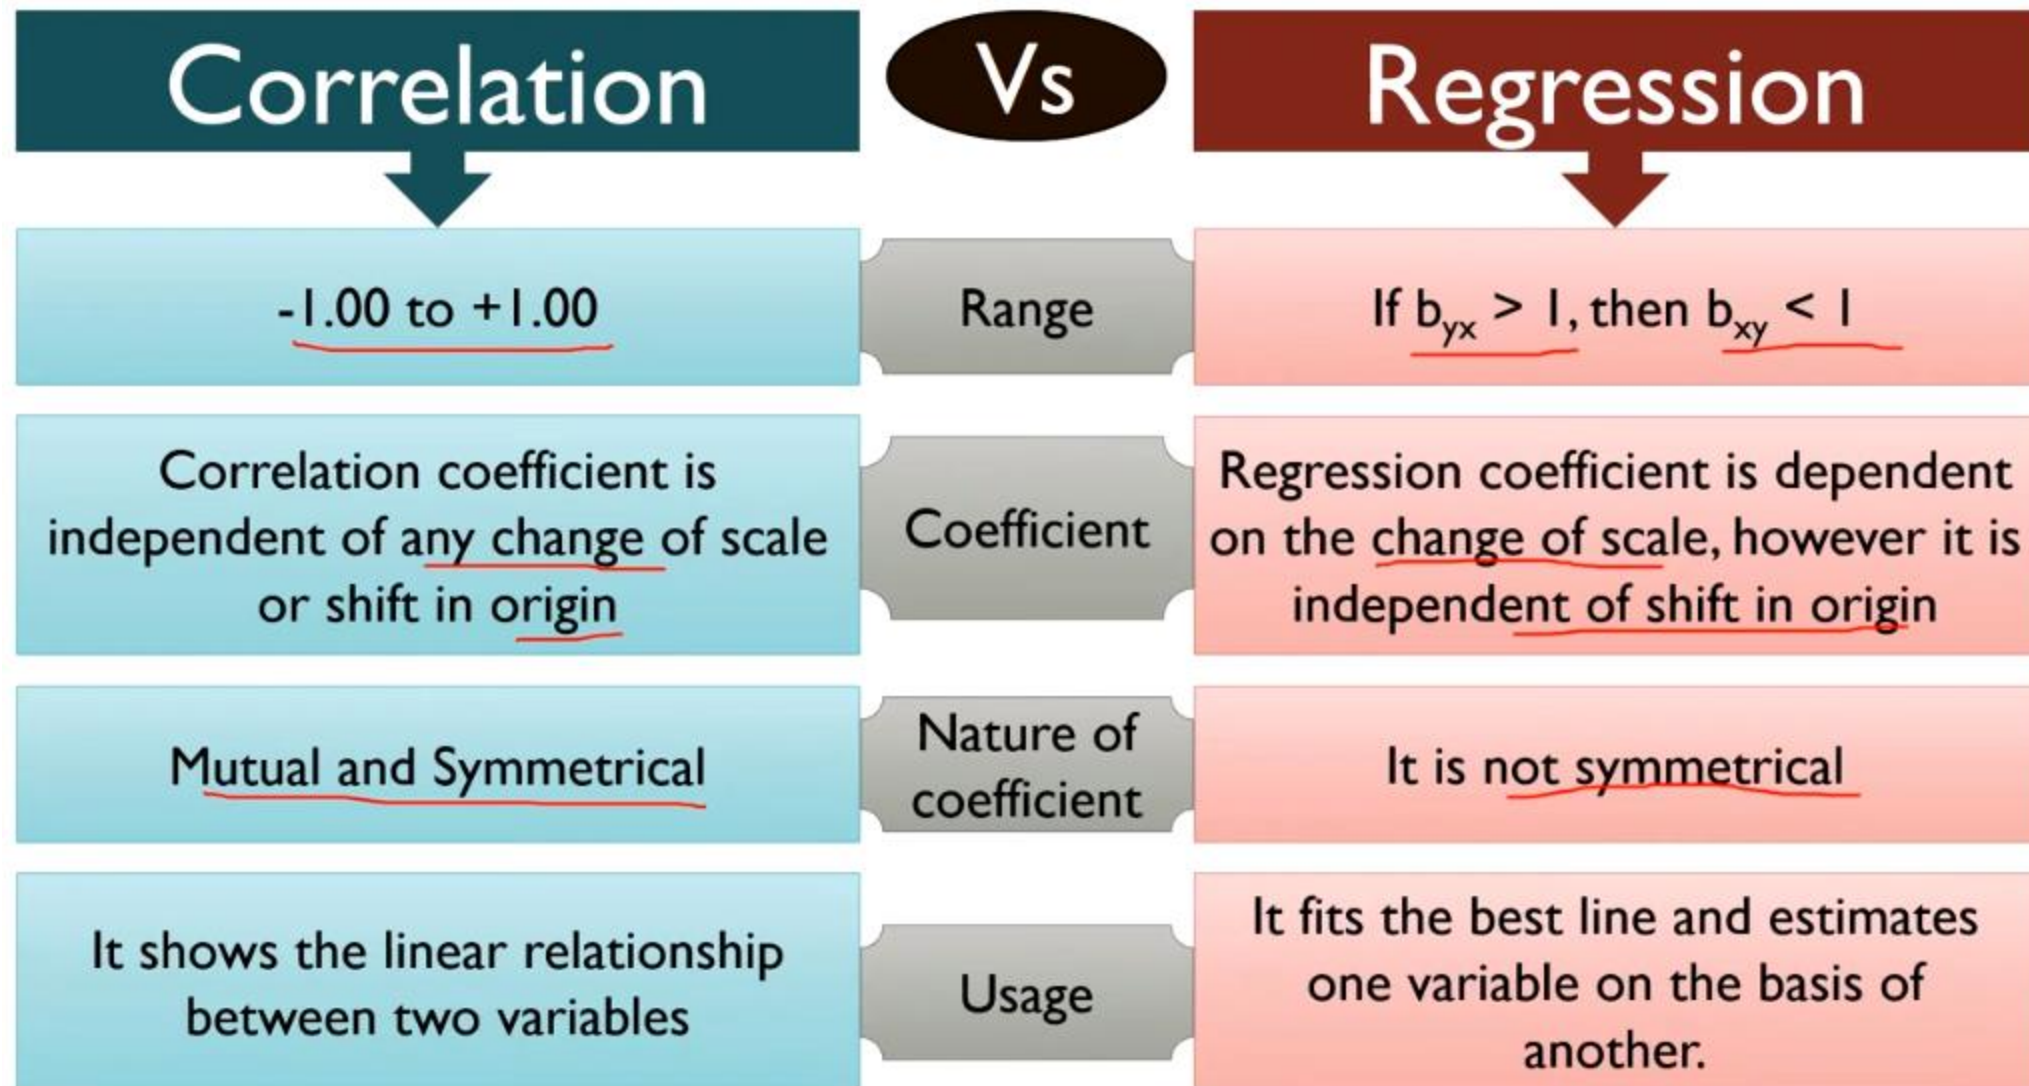 Correlation
Vs
Regression
-1.00 to +1.00
Range
If byx > 1, then bxy < 1
Correlation coefficient is
independent of any change of scale
or shift in origin
Coefficient
Regression coefficient is dependent
on the change of scale, however it is
independent of shift in origin
Mutual and Symmetrical
Nature of
coefficient
It is not symmetrical
It shows the linear relationship
between two variables
Usage
It fits the best line and estimates
one variable on the basis of
another.